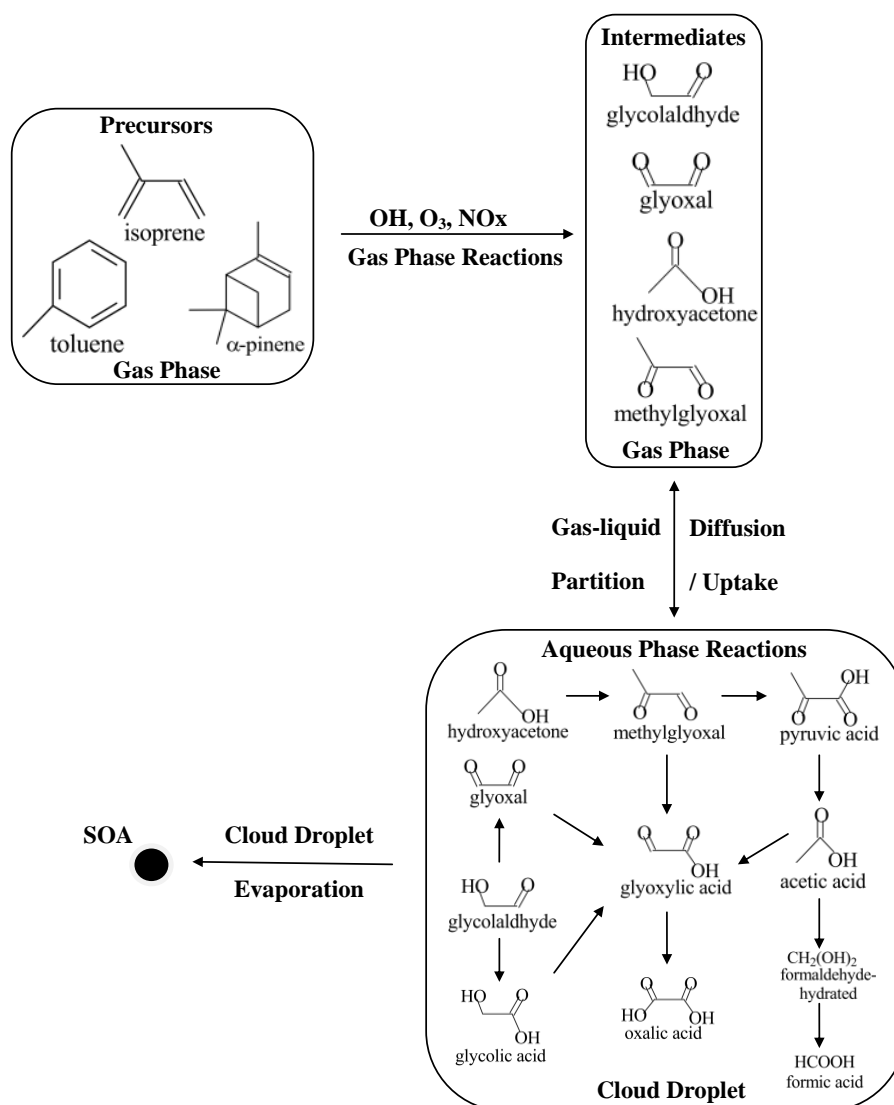 Precursors
isoprene
toluene
α-pinene
Gas Phase
OH, O₃, NOx
Gas Phase Reactions
Intermediates
HO O
glycolaldhyde
O O
glyoxal
O
OH
hydroxyacetone
O O
methylglyoxal
Gas Phase
Gas-liquid Diffusion
Partition / Uptake
Aqueous Phase Reactions
O
OH
hydroxyacetone
O O
methylglyoxal
OH
O O
pyruvic acid
O O
glyoxal
O O
OH
glyoxylic acid
O
OH
acetic acid
HO O
glycolaldhyde
CH₂(OH)₂
formaldehyde-
hydrated
HO O
OH
glycolic acid
O O
HO OH
oxalic acid
HCOOH
formic acid
Cloud Droplet
SOA
Cloud Droplet
Evaporation